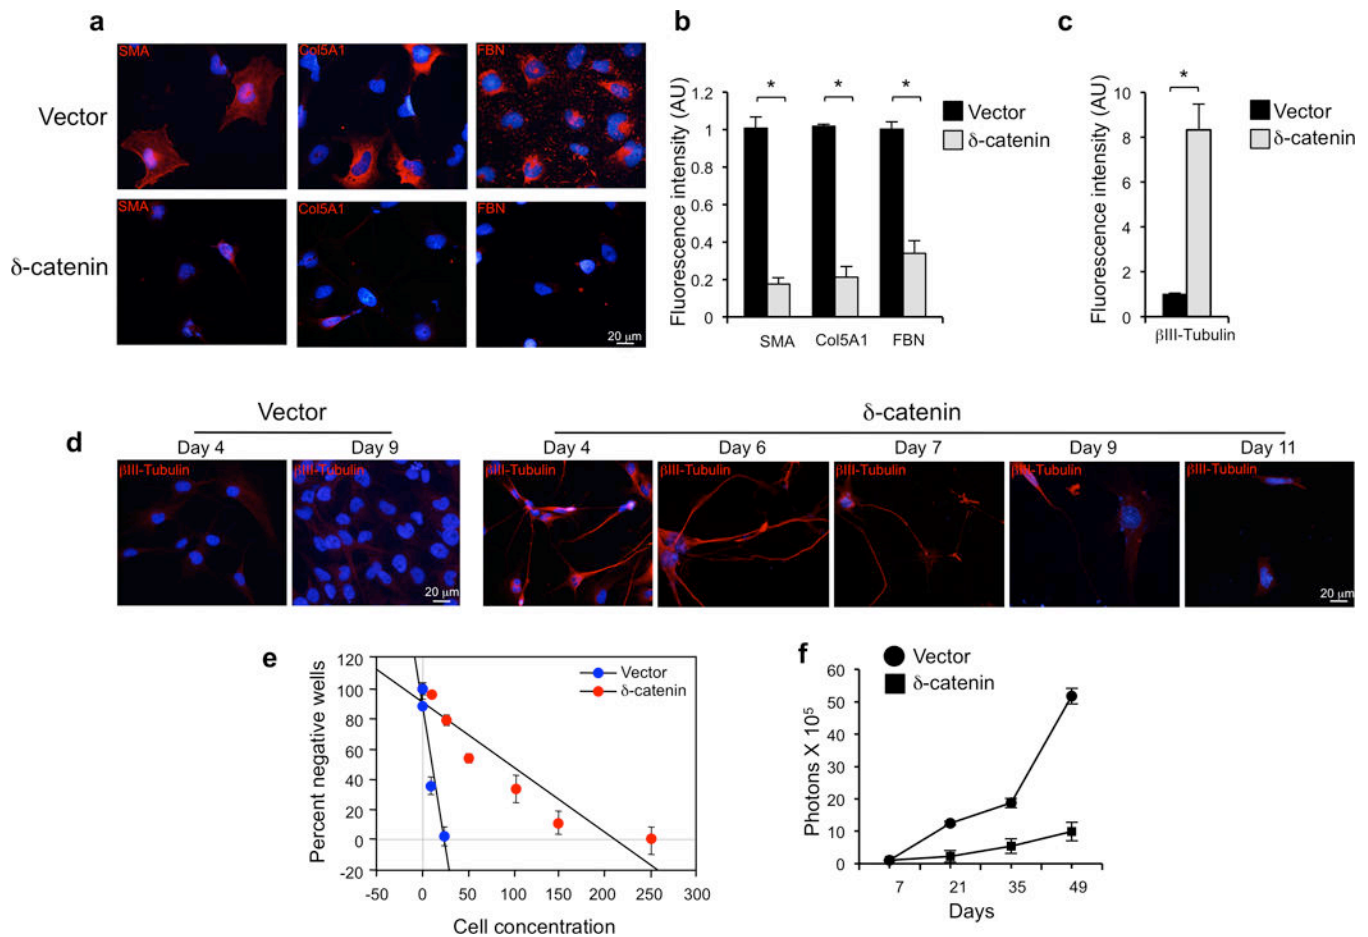 a
SMA
Col5A1
FBN
Vector
SMA
Col5A1
FBN
δ-catenin
20 μm
b
Fluorescence intensity (AU)
1.2
1
0.8
0.6
0.4
0.2
0
*
*
*
SMA
Col5A1
FBN
Vector
δ-catenin
c
Fluorescence intensity (AU)
10
8
6
4
2
0
*
βIII-Tubulin
Vector
δ-catenin
d
Vector
Day 4
Day 9
βIII-Tubulin
βIII-Tubulin
20 μm
δ-catenin
Day 4
Day 6
Day 7
Day 9
Day 11
βIII-Tubulin
βIII-Tubulin
βIII-Tubulin
βIII-Tubulin
βIII-Tubulin
20 μm
e
Percent negative wells
120
100
80
60
40
20
0
-20
-50
0
50
100
150
200
250
300
Cell concentration
Vector
δ-catenin
f
Vector
δ-catenin
Photons X 10⁵
60
50
40
30
20
10
0
7
21
35
49
Days